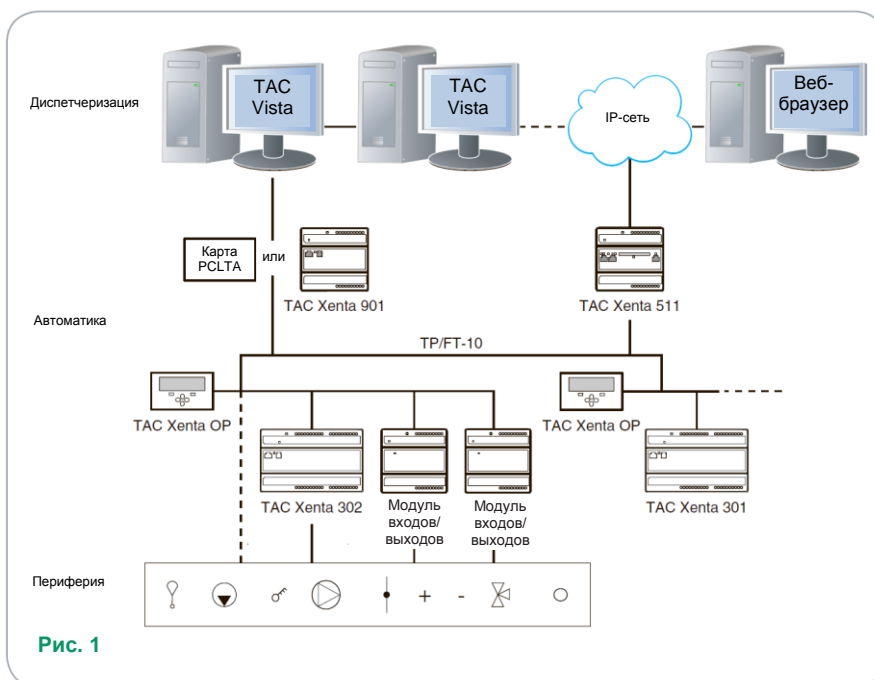 Диспетчеризация
TAC
Vista
TAC
Vista
IP-сеть
Веб-
браузер
Карта
PCLTA
или
TAC Xenta 901
TAC Xenta 511
Автоматика
TP/FT-10
TAC Xenta OP
TAC Xenta OP
TAC Xenta 302
Модуль
входов/
выходов
Модуль
входов/
выходов
TAC Xenta 301
Периферия
+ -
Рис. 1